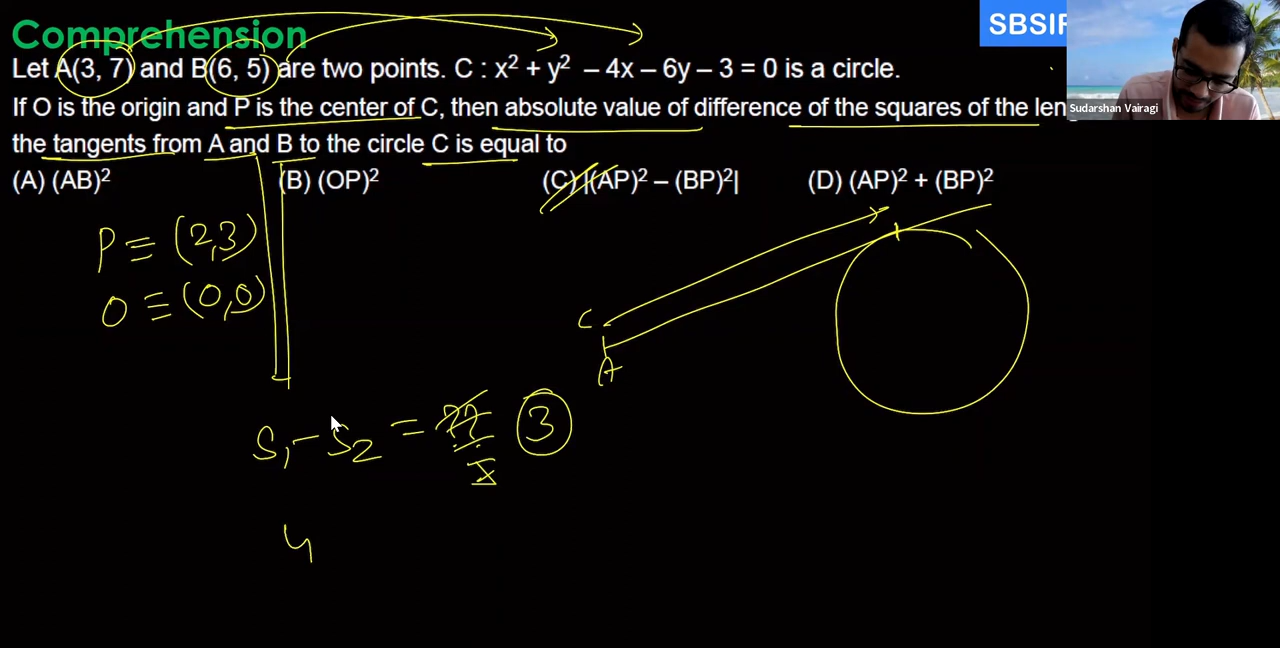 Comprehension
SBSIF
Let A(3, 7) and B(6, 5) are two points. C : x² + y² – 4x – 6y – 3 = 0 is a circle.
Sudarshan Vairagi
If O is the origin and P is the center of C, then absolute value of difference of the squares of the len
the tangents from A and B to the circle C is equal to
(A) (AB)² (B) (OP)² (C) |(AP)² – (BP)²| (D) (AP)² + (BP)²
P ≡ (2,3)
O ≡ (0,0)
C
A
S₁ – S₂ = 3
4